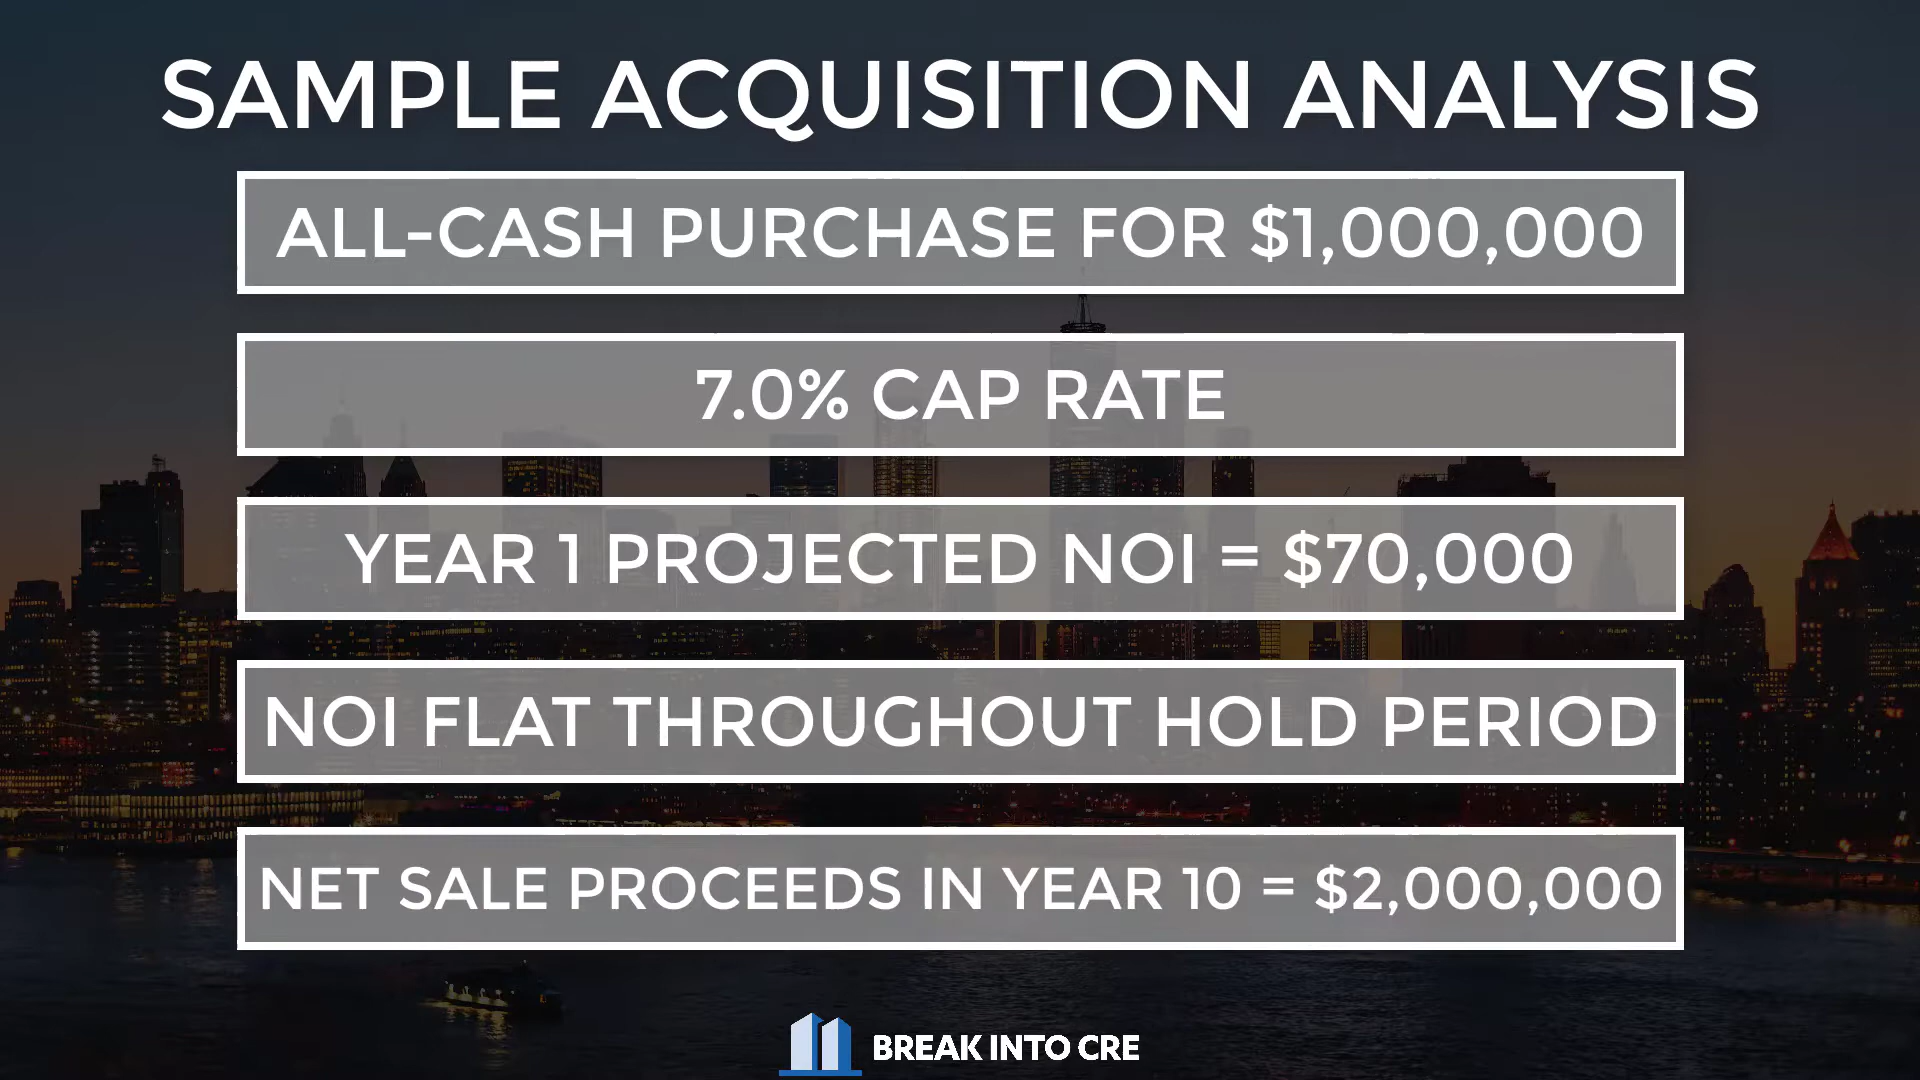 SAMPLE ACQUISITION ANALYSIS
ALL-CASH PURCHASE FOR $1,000,000
7.0% CAP RATE
YEAR 1 PROJECTED NOI = $70,000
NOI FLAT THROUGHOUT HOLD PERIOD
NET SALE PROCEEDS IN YEAR 10 = $2,000,000
BREAK INTO CRE